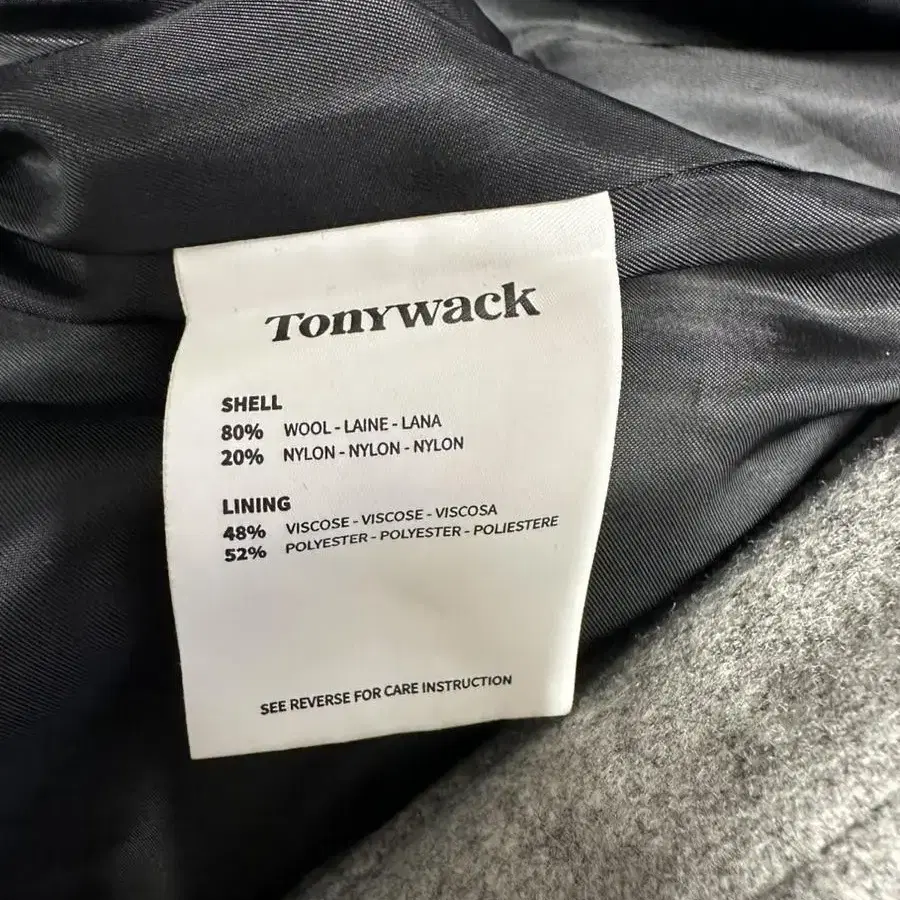 Tonywack
SHELL
80% WOOL - LAINE - LANA
20% NYLON - NYLON - NYLON
LINING
48% VISCOSE - VISCOSE - VISCOSA
52% POLYESTER - POLYESTER - POLIESTERE
SEE REVERSE FOR CARE INSTRUCTION